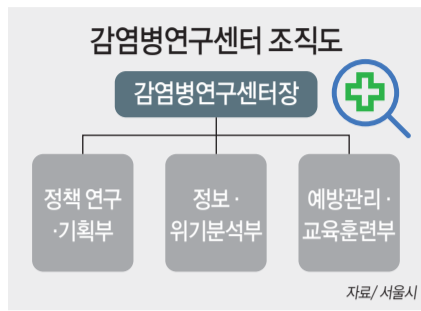 감염병연구센터 조직도
감염병연구센터장
정책 연구
·기획부
정보·
위기분석부
예방관리·
교육훈련부
자료/ 서울시